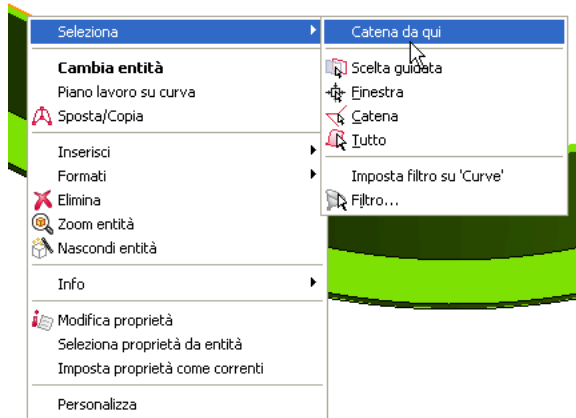 Seleziona
Cambia entità
Piano lavoro su curva
Sposta/Copia
Inserisci
Formati
Elimina
Zoom entità
Nascondi entità
Info
Modifica proprietà
Seleziona proprietà da entità
Imposta proprietà come correnti
Personalizza
Catena da qui
Scelta guidata
Finestra
Catena
Tutto
Imposta filtro su 'Curve'
Filtro...